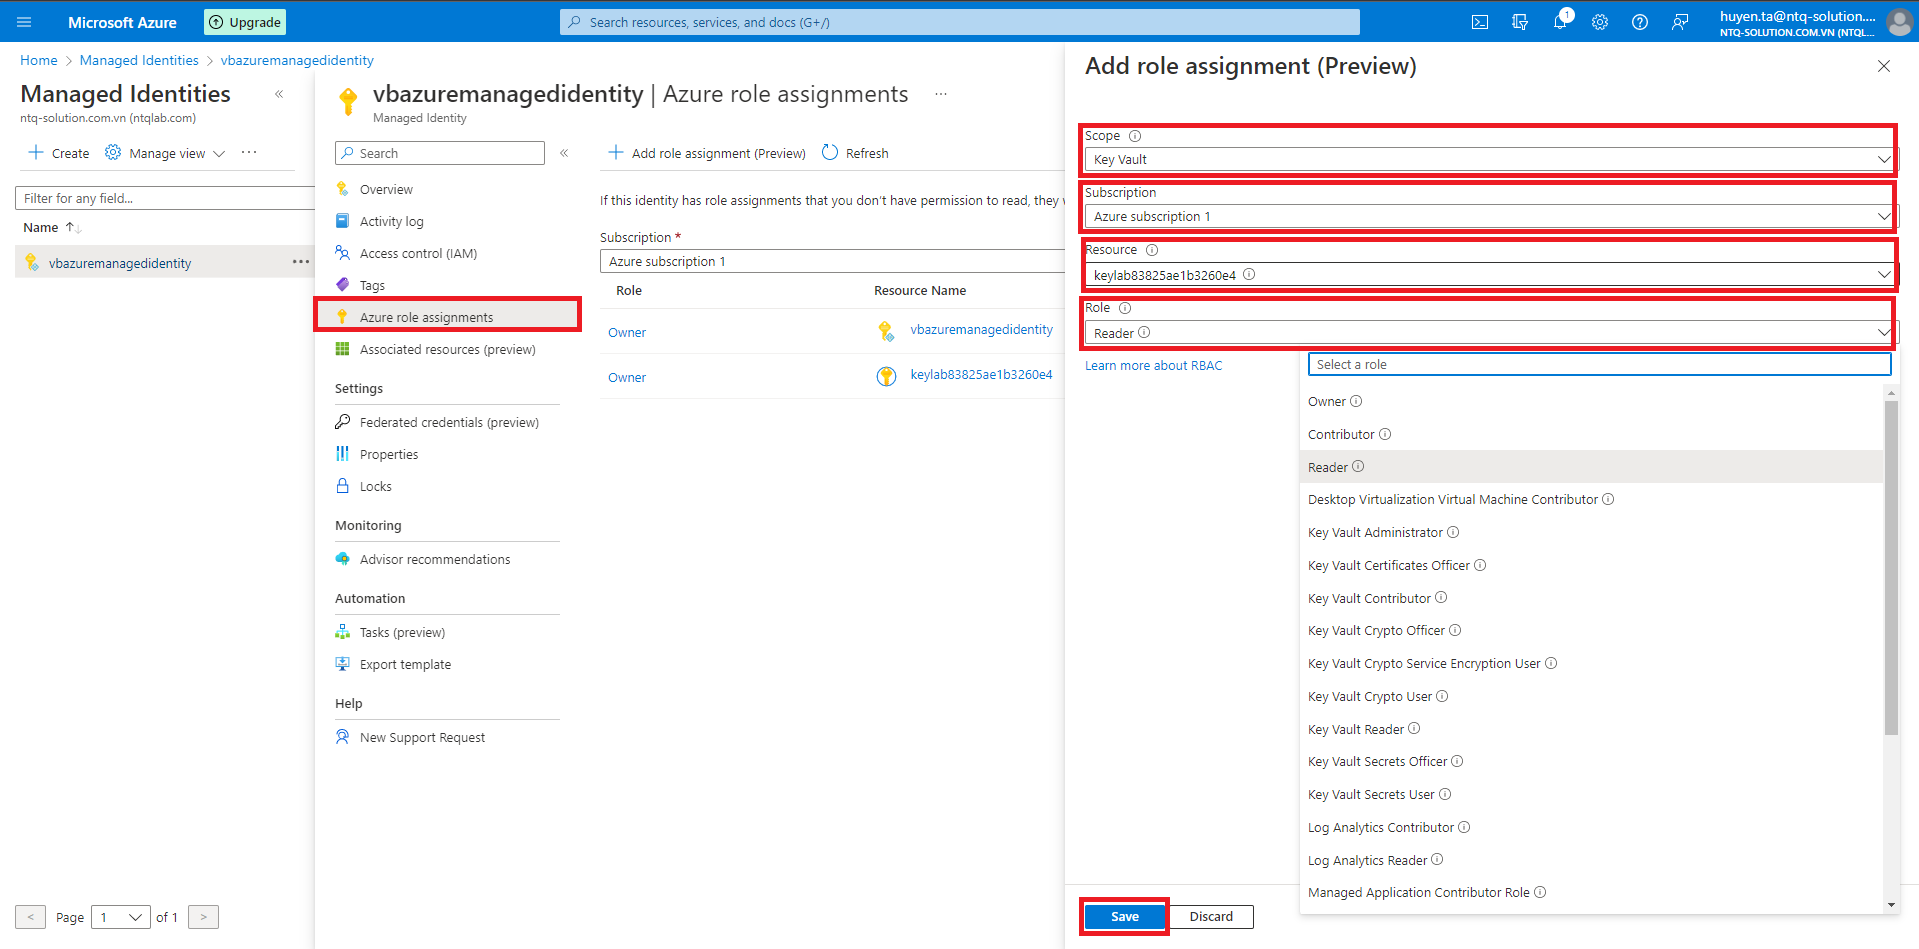 Microsoft Azure
Upgrade
Search resources, services, and docs (G+/)
1
huyen.ta@ntq-solution....
NTQ-SOLUTION.COM.VN (NTQL...
Home > Managed Identities > vbazuremanagedidentity
Managed Identities
ntq-solution.com.vn (ntqlab.com)
Create
Manage view
...
Filter for any field...
Name
vbazuremanagedidentity
...
< Page 1 of 1 >
vbazuremanagedidentity | Azure role assignments ...
Managed Identity
Search
Overview
Activity log
Access control (IAM)
Tags
Azure role assignments
Associated resources (preview)
Settings
Federated credentials (preview)
Properties
Locks
Monitoring
Advisor recommendations
Automation
Tasks (preview)
Export template
Help
New Support Request
Add role assignment (Preview)
Refresh
If this identity has role assignments that you don't have permission to read, they
Subscription *
Azure subscription 1
Role Resource Name
Owner vbazuremanagedidentity
Owner keylab83825ae1b3260e4
Add role assignment (Preview)
Scope
Key Vault
Subscription
Azure subscription 1
Resource
keylab83825ae1b3260e4
Role
Reader
Learn more about RBAC
Select a role
Owner
Contributor
Reader
Desktop Virtualization Virtual Machine Contributor
Key Vault Administrator
Key Vault Certificates Officer
Key Vault Contributor
Key Vault Crypto Officer
Key Vault Crypto Service Encryption User
Key Vault Crypto User
Key Vault Reader
Key Vault Secrets Officer
Key Vault Secrets User
Log Analytics Contributor
Log Analytics Reader
Managed Application Contributor Role
Save
Discard